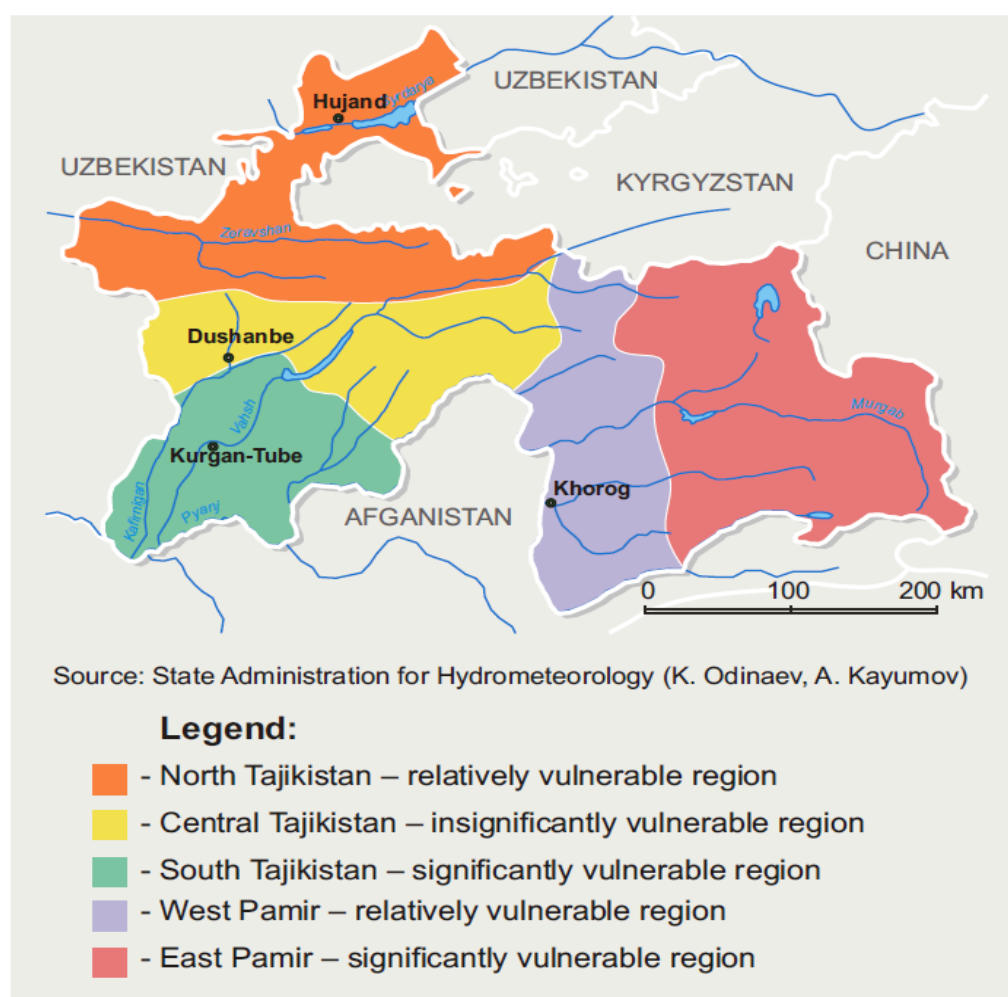 UZBEKISTAN
Syrdarya
Hujand
UZBEKISTAN
KYRGYZSTAN
Zeravshan
CHINA
Dushanbe
Vahsh
Murgab
Kurgan-Tube
Khorog
Kafirnigan
Pyanj
AFGANISTAN
0 100 200 km
Source: State Administration for Hydrometeorology (K. Odinaev, A. Kayumov)
Legend:
- North Tajikistan – relatively vulnerable region
- Central Tajikistan – insignificantly vulnerable region
- South Tajikistan – significantly vulnerable region
- West Pamir – relatively vulnerable region
- East Pamir – significantly vulnerable region